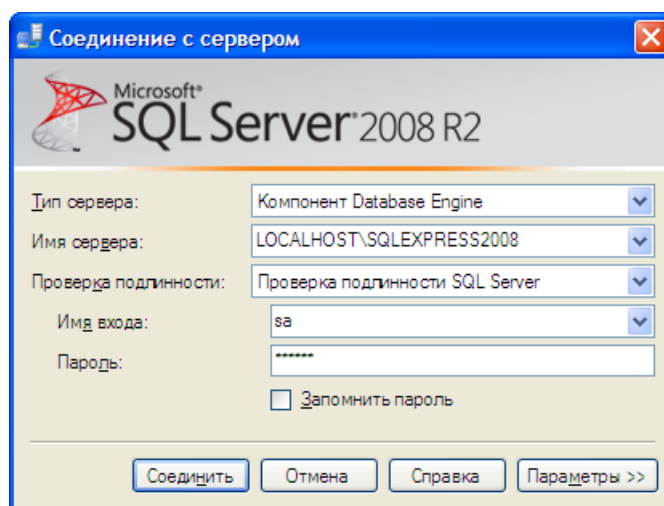 Соединение с сервером
Microsoft®
SQL Server® 2008 R2
Тип сервера: Компонент Database Engine
Имя сервера: LOCALHOST\SQLEXPRESS2008
Проверка подлинности: Проверка подлинности SQL Server
Имя входа: sa
Пароль: ******
Запомнить пароль
Соединить Отмена Справка Параметры >>